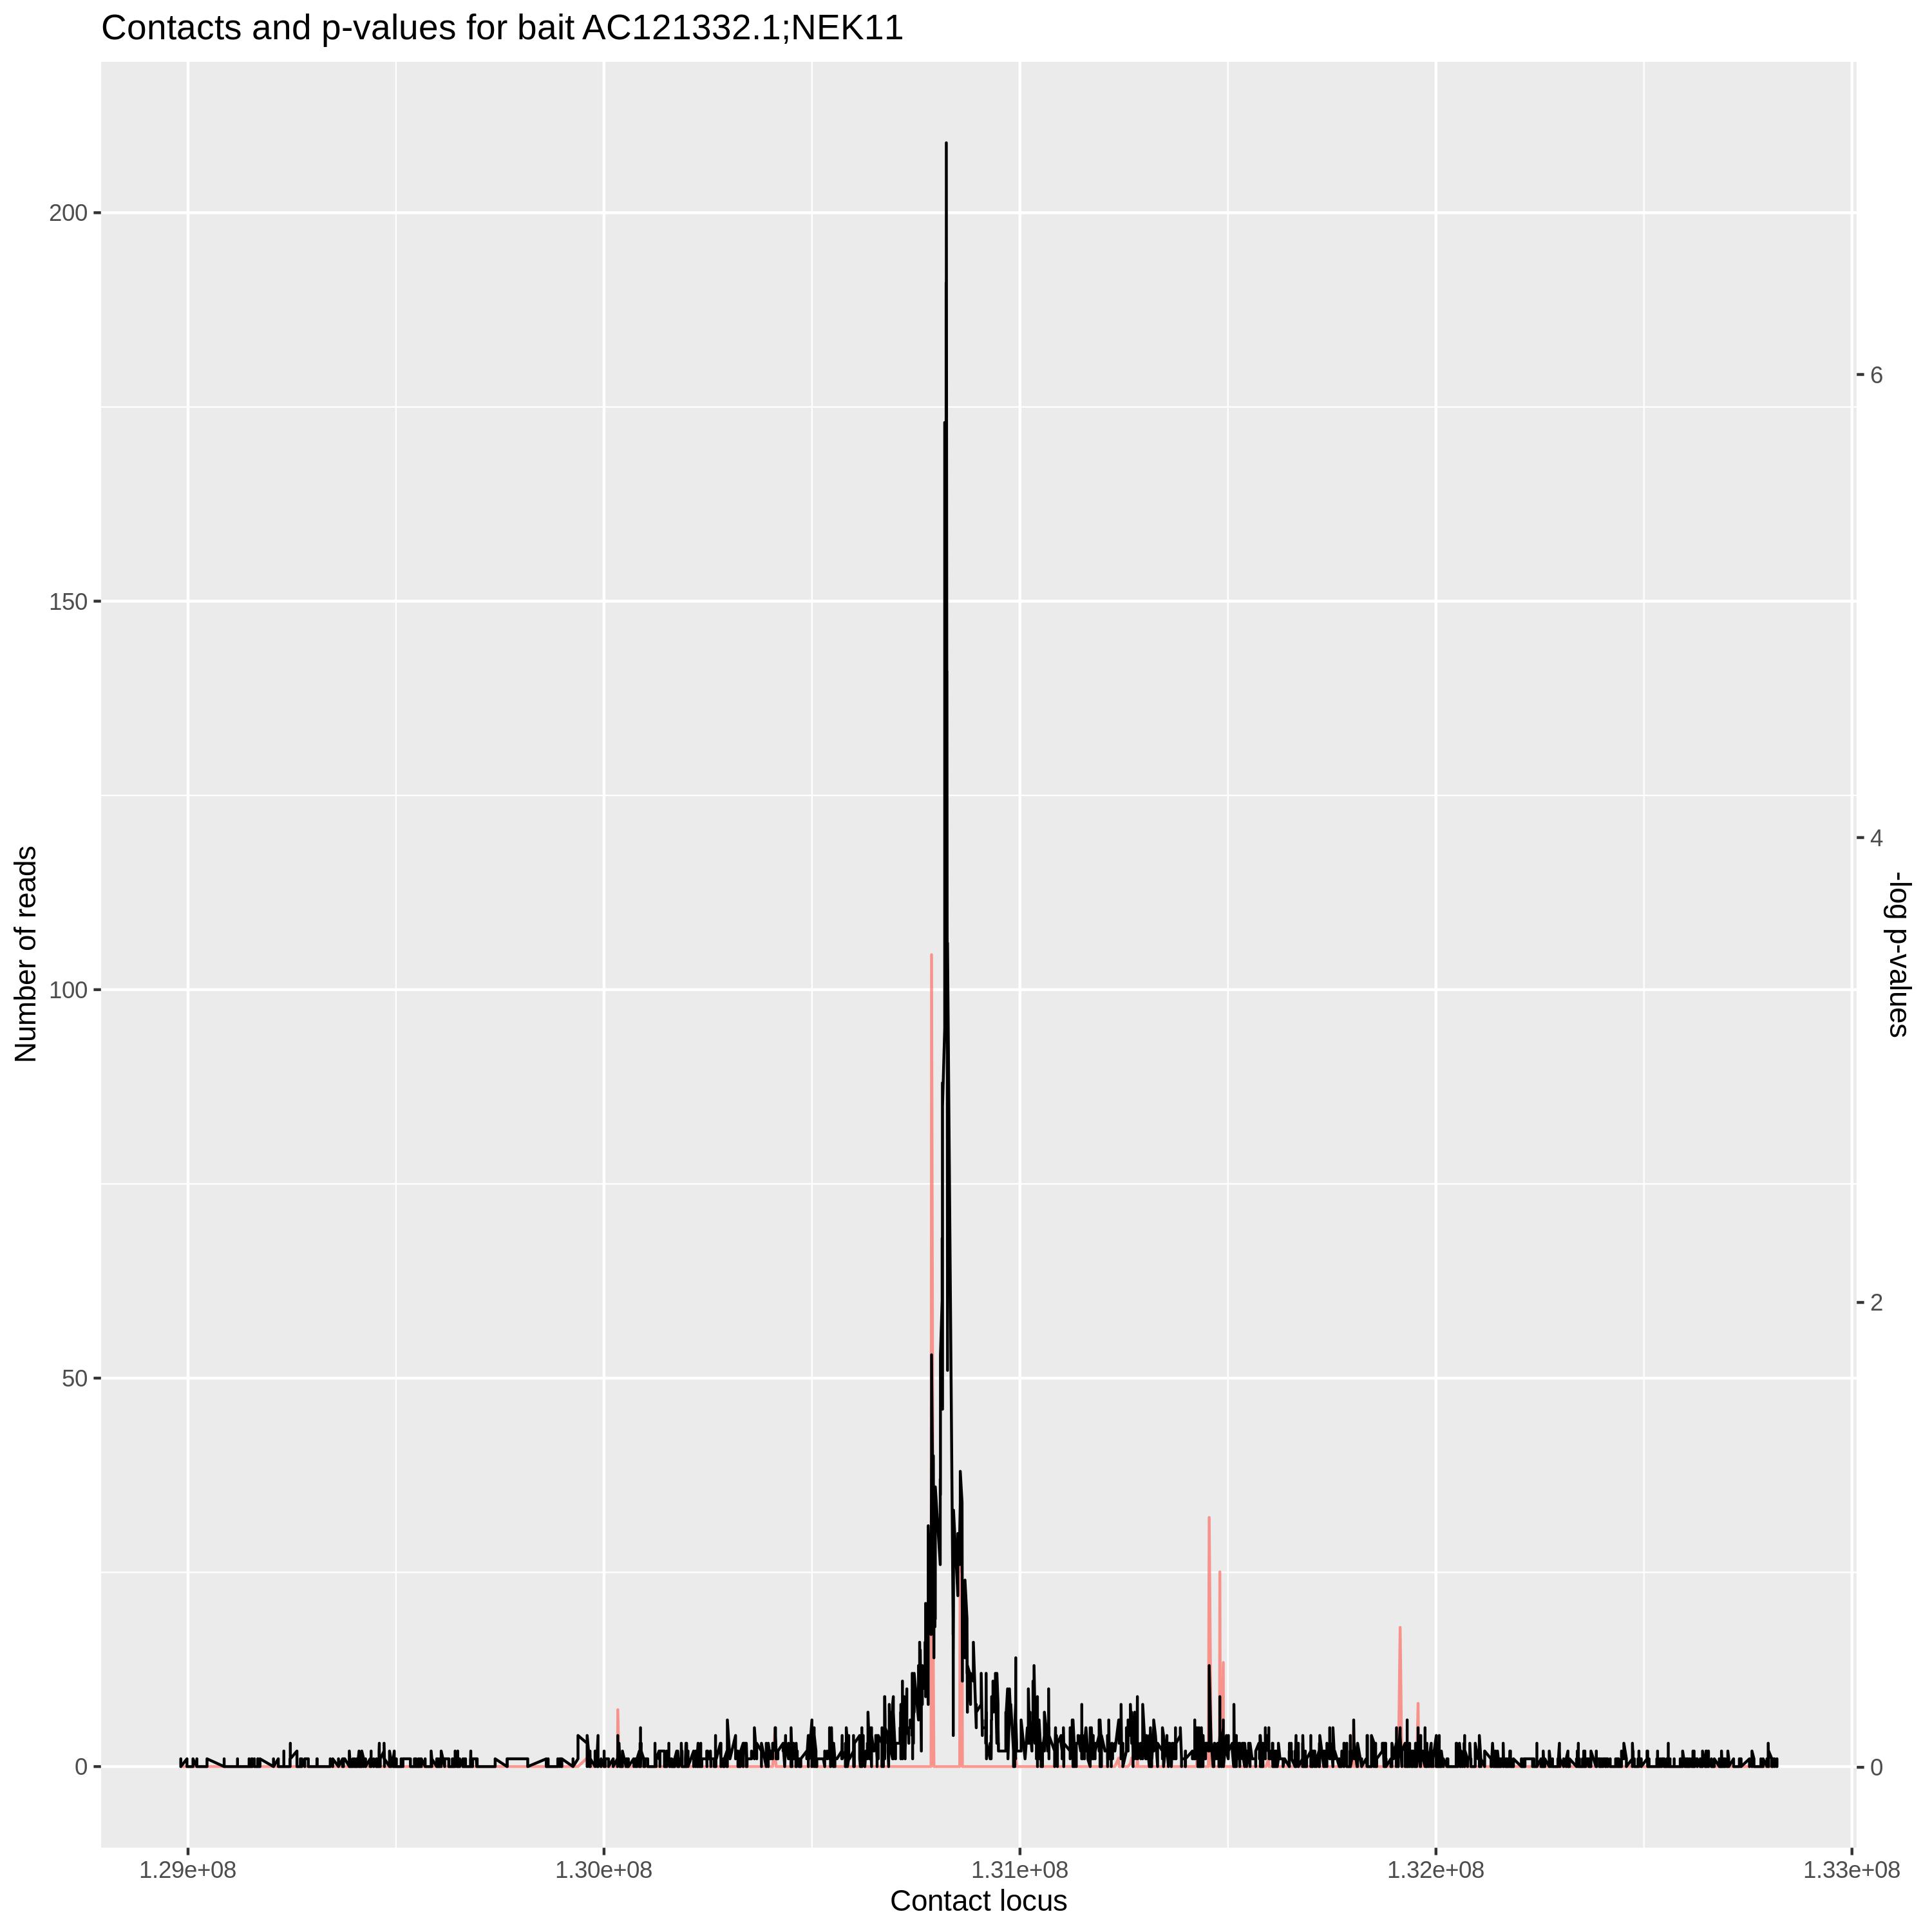 Contacts and p-values for bait AC121332.1;NEK11
200
150
100
50
0
Number of reads
6
4
2
0
-log p-values
1.29e+08
1.30e+08
1.31e+08
1.32e+08
1.33e+08
Contact locus